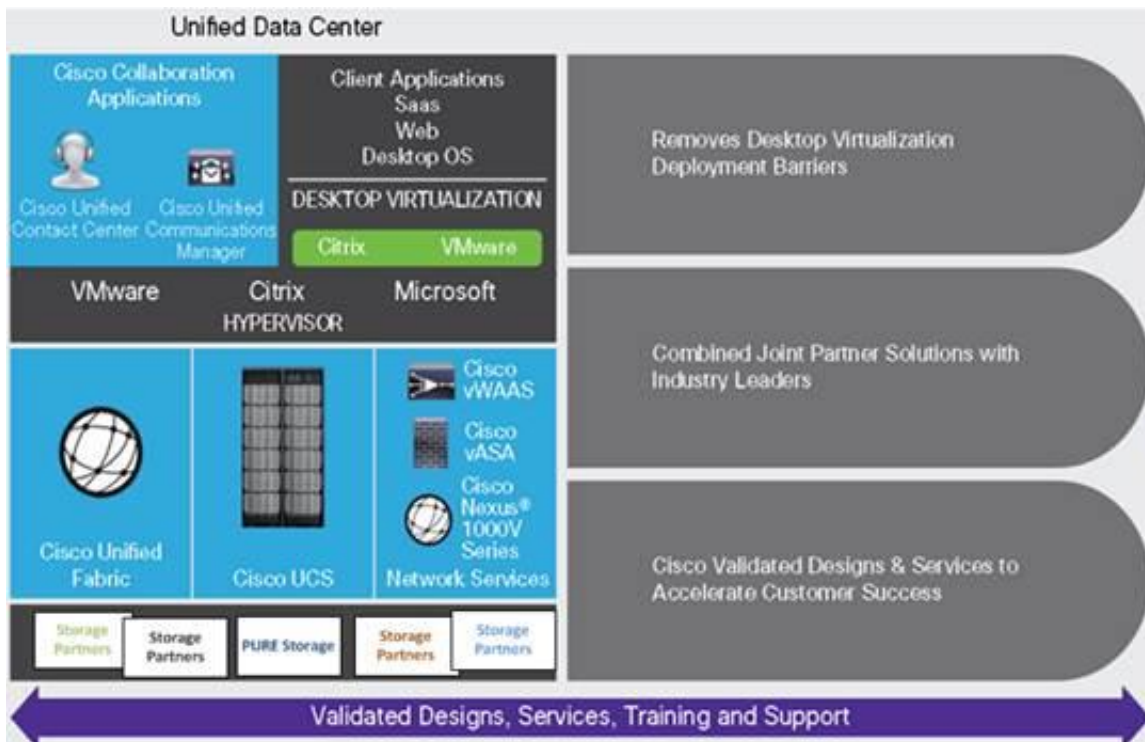 Unified Data Center
Cisco Collaboration
Applications
Cisco Unified
Contact Center
Cisco Unified
Communications
Manager
Client Applications
Saas
Web
Desktop OS
DESKTOP VIRTUALIZATION
Citrix VMware
VMware Citrix Microsoft
HYPERVISOR
Cisco Unified
Fabric
Cisco UCS
Cisco
vWAAS
Cisco
vASA
Cisco
Nexus®
1000V
Series
Network Services
Storage
Partners
Storage
Partners
PURE Storage
Storage
Partners
Storage
Partners
Removes Desktop Virtualization
Deployment Barriers
Combined Joint Partner Solutions with
Industry Leaders
Cisco Validated Designs & Services to
Accelerate Customer Success
Validated Designs, Services, Training and Support